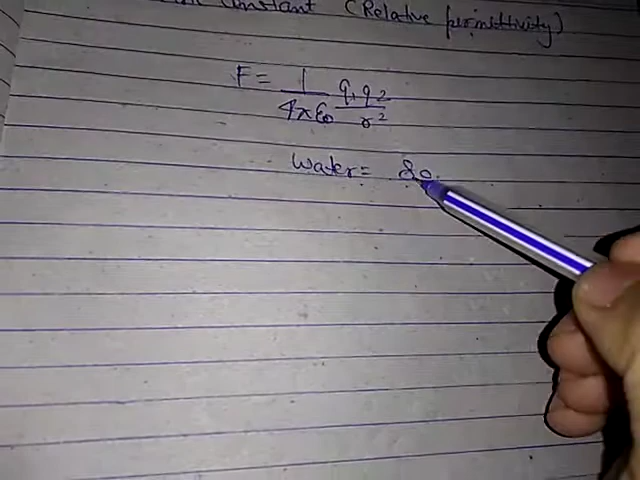 constant (Relative permittivity)
F = 1/4πε₀ q₁q₂/r²
Water = 80